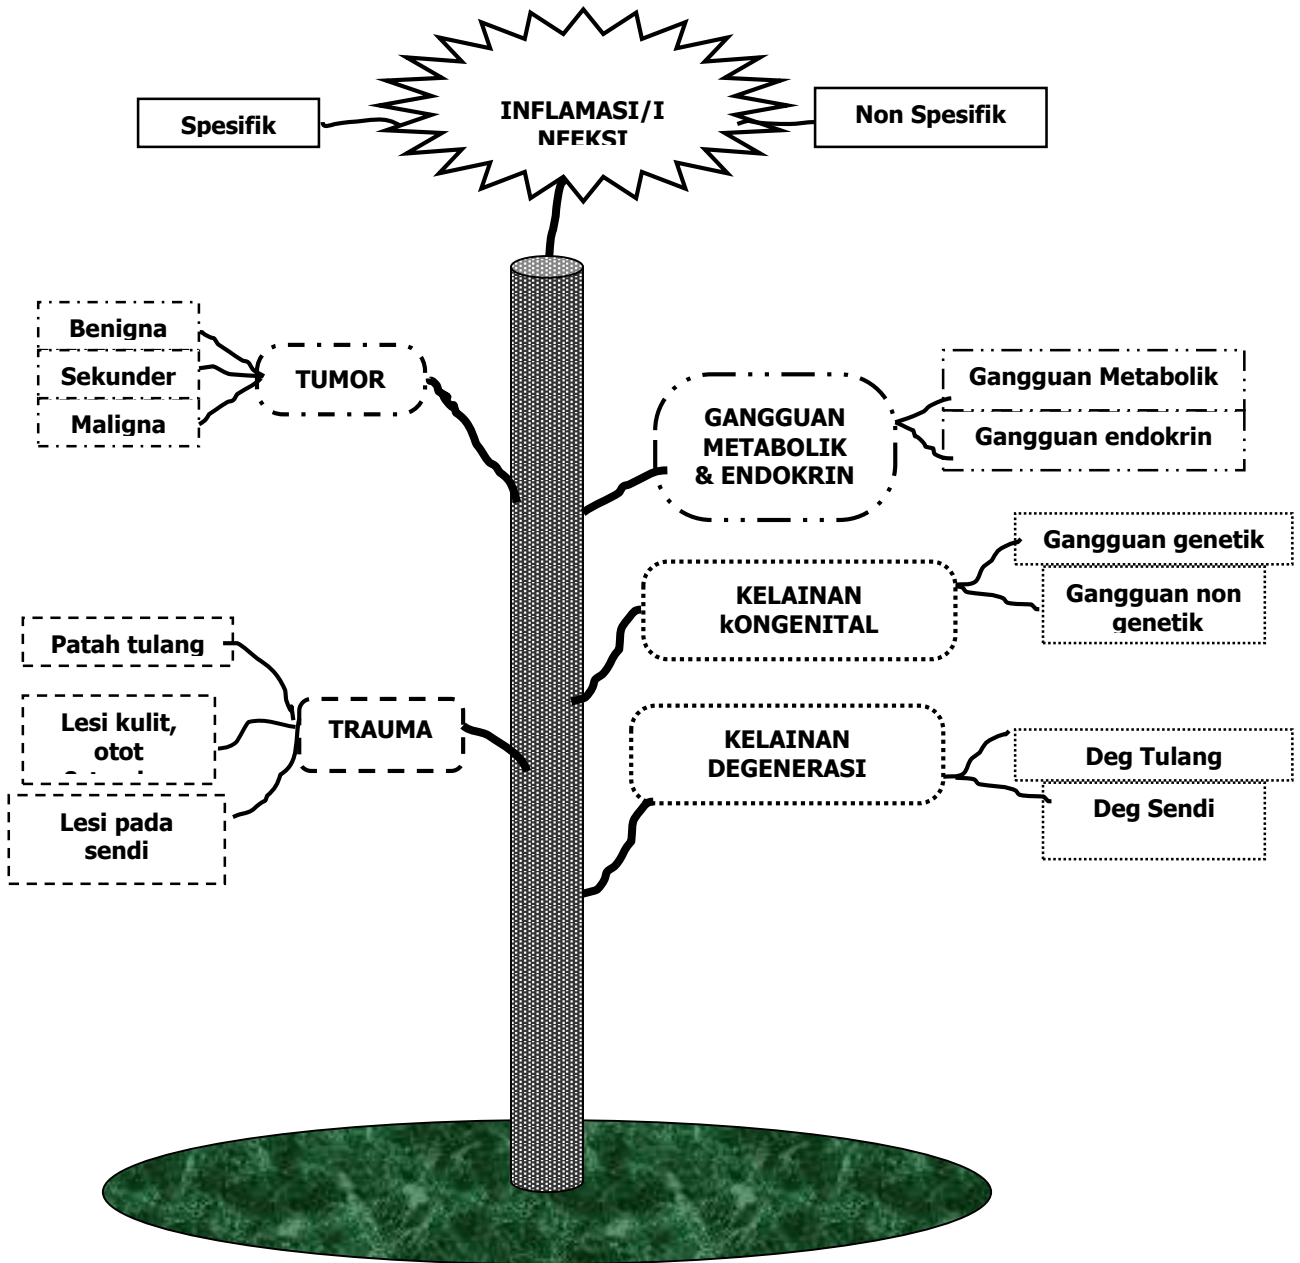 INFLAMASI/I
NFEKSI
Spesifik
Non Spesifik
Benigna
Sekunder
Maligna
TUMOR
GANGGUAN
METABOLIK
& ENDOKRIN
Gangguan Metabolik
Gangguan endokrin
KELAINAN
kONGENITAL
Gangguan genetik
Gangguan non
genetik
Patah tulang
Lesi kulit,
otot
Lesi pada
sendi
TRAUMA
KELAINAN
DEGENERASI
Deg Tulang
Deg Sendi